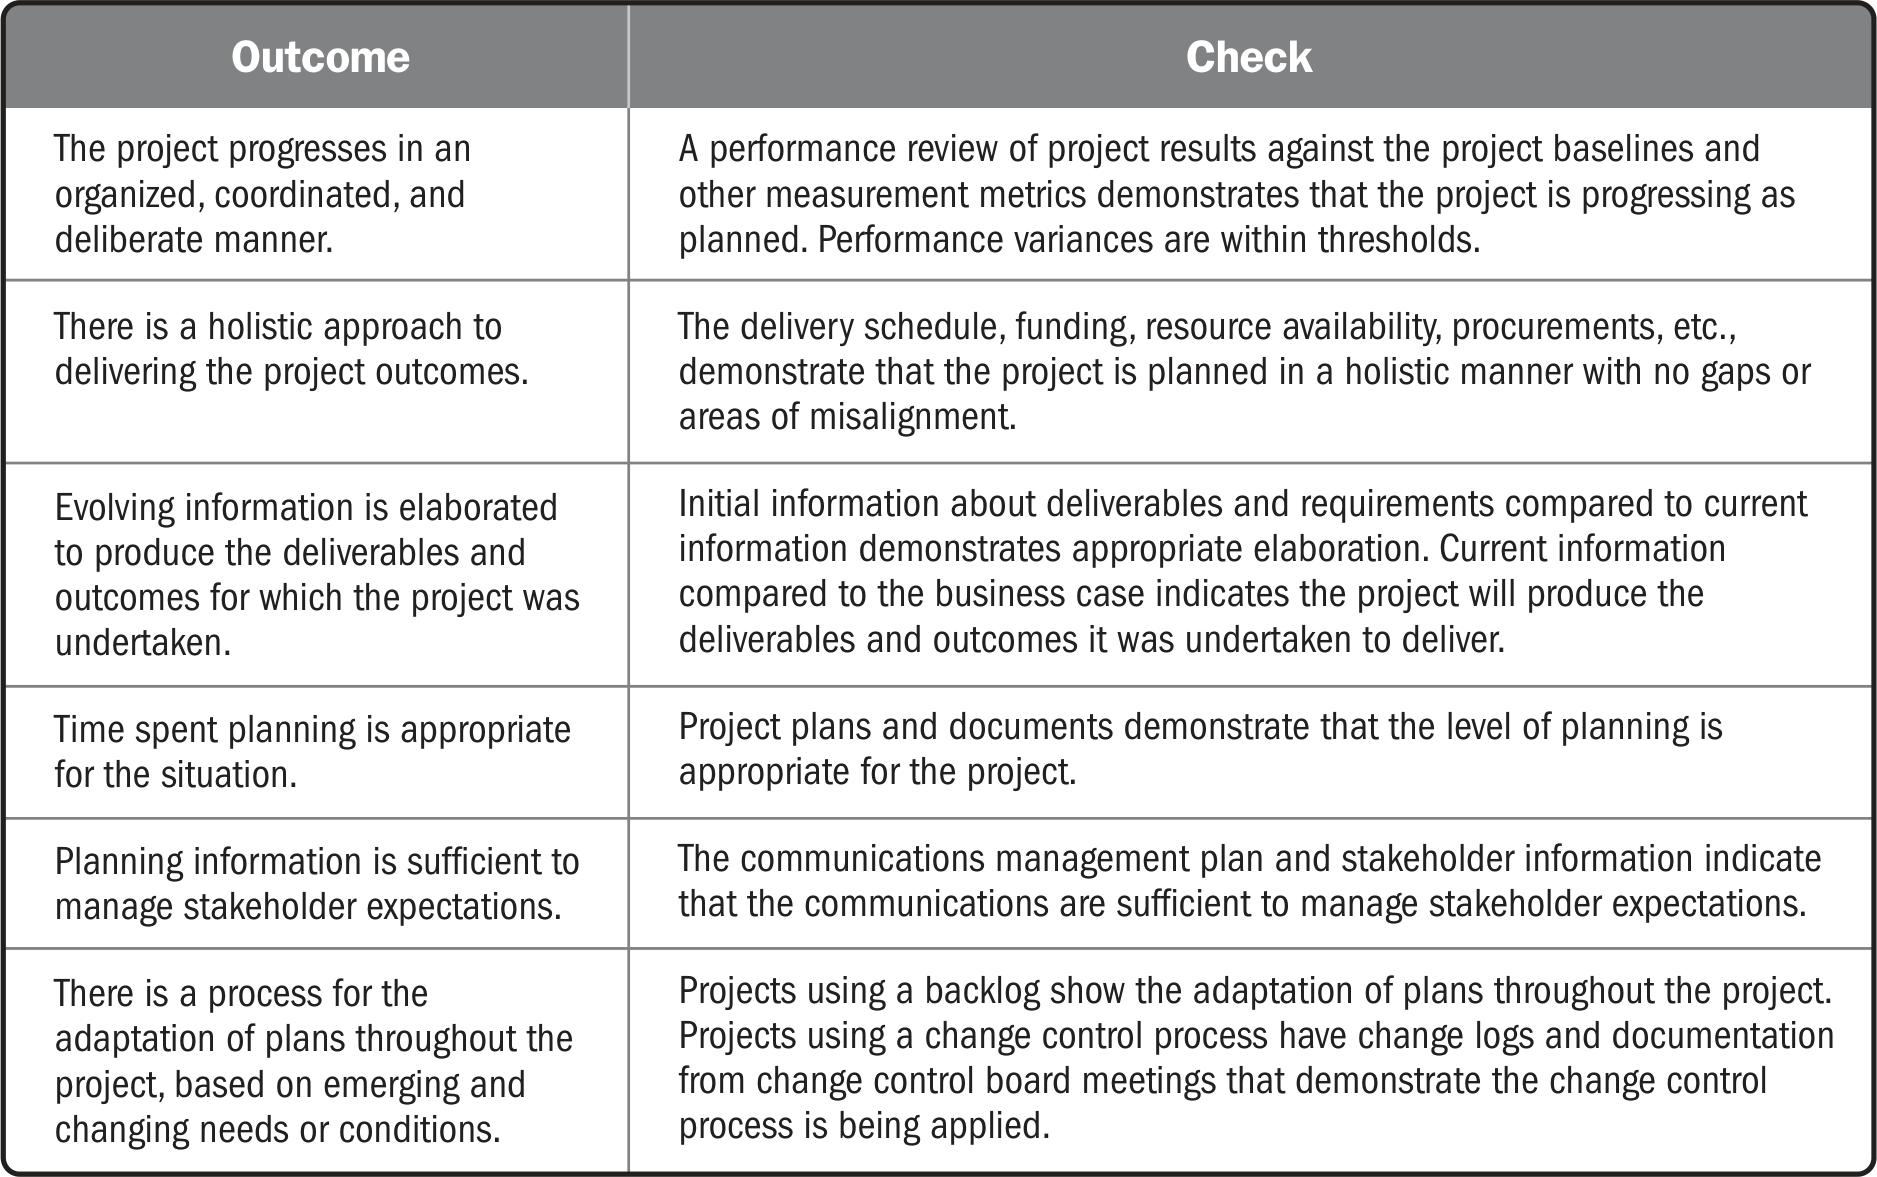 Outcome
Check
The project progresses in an
organized, coordinated, and
deliberate manner.
A performance review of project results against the project baselines and
other measurement metrics demonstrates that the project is progressing as
planned. Performance variances are within thresholds.
There is a holistic approach to
delivering the project outcomes.
The delivery schedule, funding, resource availability, procurements, etc.,
demonstrate that the project is planned in a holistic manner with no gaps or
areas of misalignment.
Evolving information is elaborated
to produce the deliverables and
outcomes for which the project was
undertaken.
Initial information about deliverables and requirements compared to current
information demonstrates appropriate elaboration. Current information
compared to the business case indicates the project will produce the
deliverables and outcomes it was undertaken to deliver.
Time spent planning is appropriate
for the situation.
Project plans and documents demonstrate that the level of planning is
appropriate for the project.
Planning information is sufficient to
manage stakeholder expectations.
The communications management plan and stakeholder information indicate
that the communications are sufficient to manage stakeholder expectations.
There is a process for the
adaptation of plans throughout the
project, based on emerging and
changing needs or conditions.
Projects using a backlog show the adaptation of plans throughout the project.
Projects using a change control process have change logs and documentation
from change control board meetings that demonstrate the change control
process is being applied.